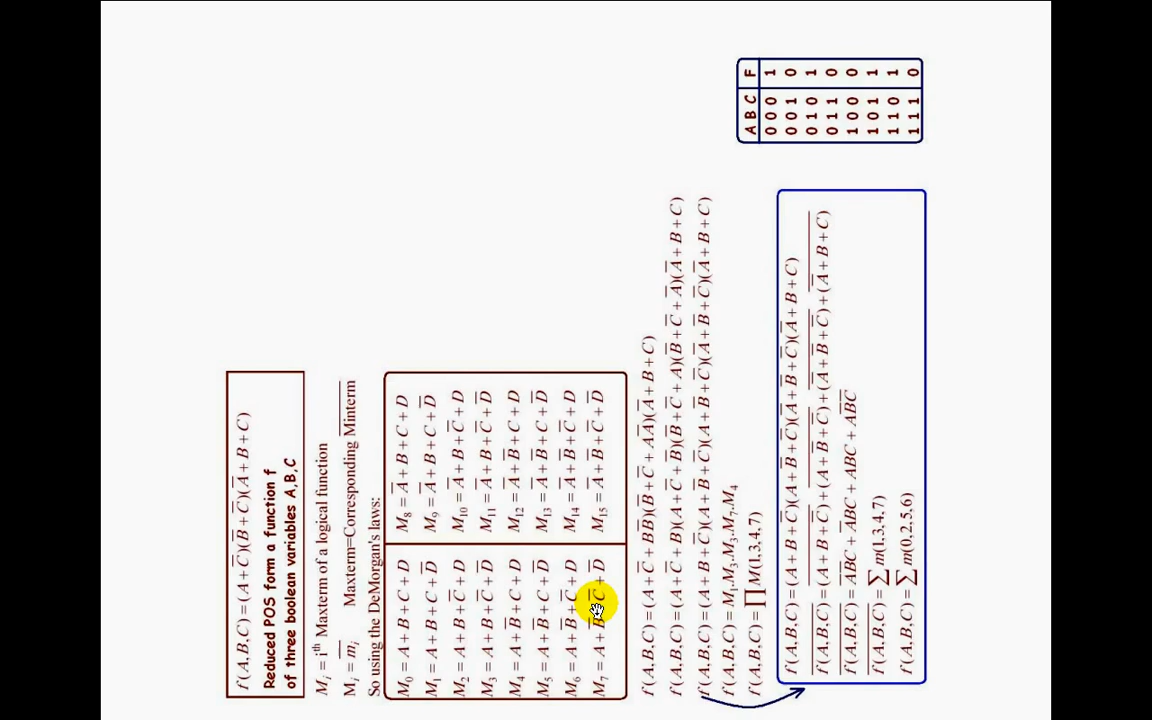 f(A,B,C) = (A+C̅)(B̅+C̅)(A̅+B+C)
Reduced POS form a function f
of three boolean variables A,B,C
Mᵢ = iᵗʰ Maxterm of a logical function
Mᵢ = m̅ᵢ Maxterm=Corresponding M̅i̅n̅t̅e̅r̅m̅
So using the DeMorgan's laws:
M₀ = A+B+C+D
M₁ = A+B+C+D̅
M₂ = A+B+C̅+D
M₃ = A+B+C̅+D̅
M₄ = A+B̅+C+D
M₅ = A+B̅+C+D̅
M₆ = A+B̅+C̅+D
M₇ = A+B̅+C̅+D̅
M₈ = A̅+B+C+D
M₉ = A̅+B+C+D̅
M₁₀ = A̅+B+C̅+D
M₁₁ = A̅+B+C̅+D̅
M₁₂ = A̅+B̅+C+D
M₁₃ = A̅+B̅+C+D̅
M₁₄ = A̅+B̅+C̅+D
M₁₅ = A̅+B̅+C̅+D̅
f(A,B,C) = (A+C̅+BB̅)(B̅+C̅+AA̅)(A̅+B+C)
f(A,B,C) = (A+C̅+B)(A+C̅+B̅)(B̅+C̅+A)(B̅+C̅+A̅)(A̅+B+C)
f(A,B,C) = (A+B+C̅)(A+B̅+C̅)(A+B̅+C̅)(A̅+B̅+C̅)(A̅+B+C)
f(A,B,C) = M₁.M₃.M₃.M₇.M₄
f(A,B,C) = ∏M(1,3,4,7)
f(A,B,C) = (A+B+C̅)(A+B̅+C̅)(A̅+B̅+C̅)(A̅+B+C)
f̅(̅A̅,̅B̅,̅C̅)̅ = (̅A̅+̅B̅+̅C̅)̅+(̅A̅+̅B̅+̅C̅)̅+(̅A̅+̅B̅+̅C̅)̅+(̅A̅+̅B̅+̅C̅)̅
f̅(̅A̅,̅B̅,̅C̅)̅ = A̅B̅C+A̅BC+ABC+AB̅C̅
f̅(̅A̅,̅B̅,̅C̅)̅ = ∑m(1,3,4,7)
f(A,B,C) = ∑m(0,2,5,6)
A B C F
0 0 0 1
0 0 1 0
0 1 0 1
0 1 1 0
1 0 0 0
1 0 1 1
1 1 0 1
1 1 1 0